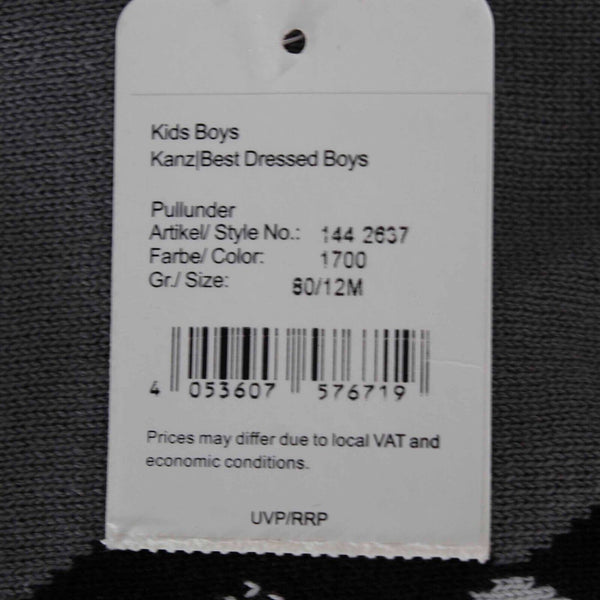 Kids Boys
Kanz|Best Dressed Boys
Pullunder
Artikel/ Style No.: 144 2637
Farbe/ Color: 1700
Gr./ Size: 80/12M
4 053607 576719
Prices may differ due to local VAT and
economic conditions.
UVP/RRP